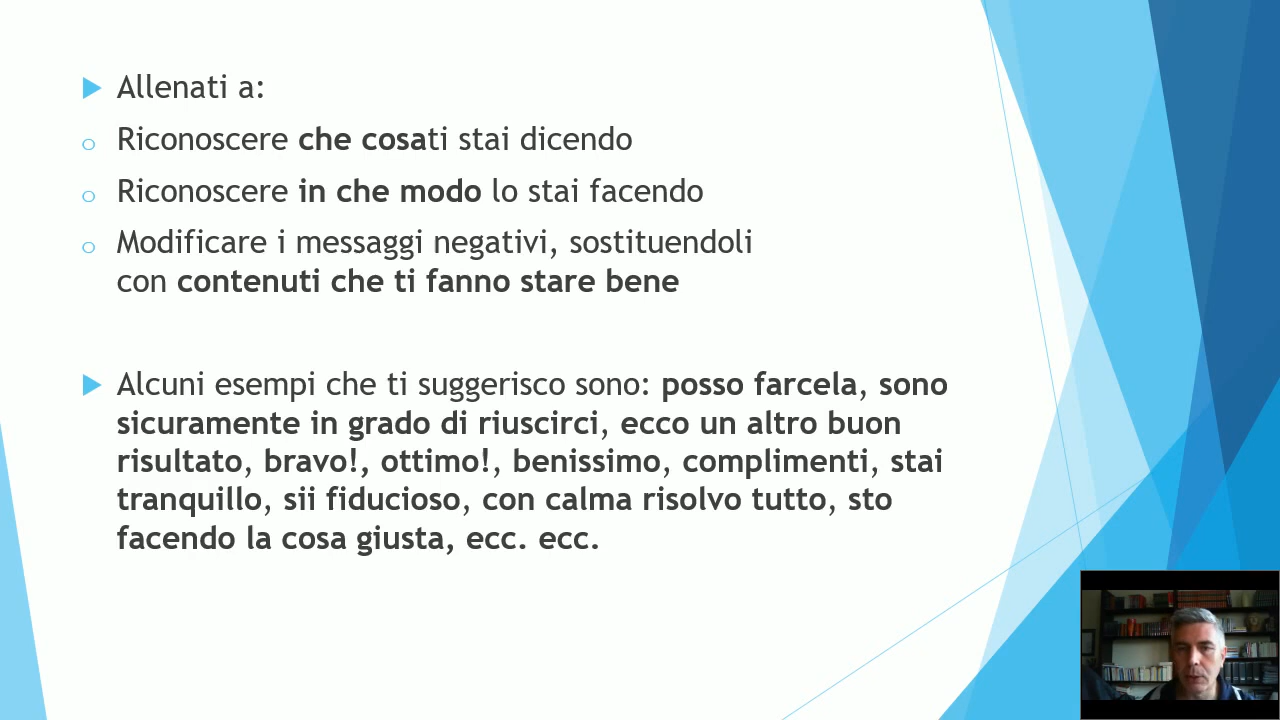 Allenati a:
Riconoscere che cosati stai dicendo
Riconoscere in che modo lo stai facendo
Modificare i messaggi negativi, sostituendoli
con contenuti che ti fanno stare bene
Alcuni esempi che ti suggerisco sono: posso farcela, sono
sicuramente in grado di riuscirci, ecco un altro buon
risultato, bravo!, ottimo!, benissimo, complimenti, stai
tranquillo, sii fiducioso, con calma risolvo tutto, sto
facendo la cosa giusta, ecc. ecc.